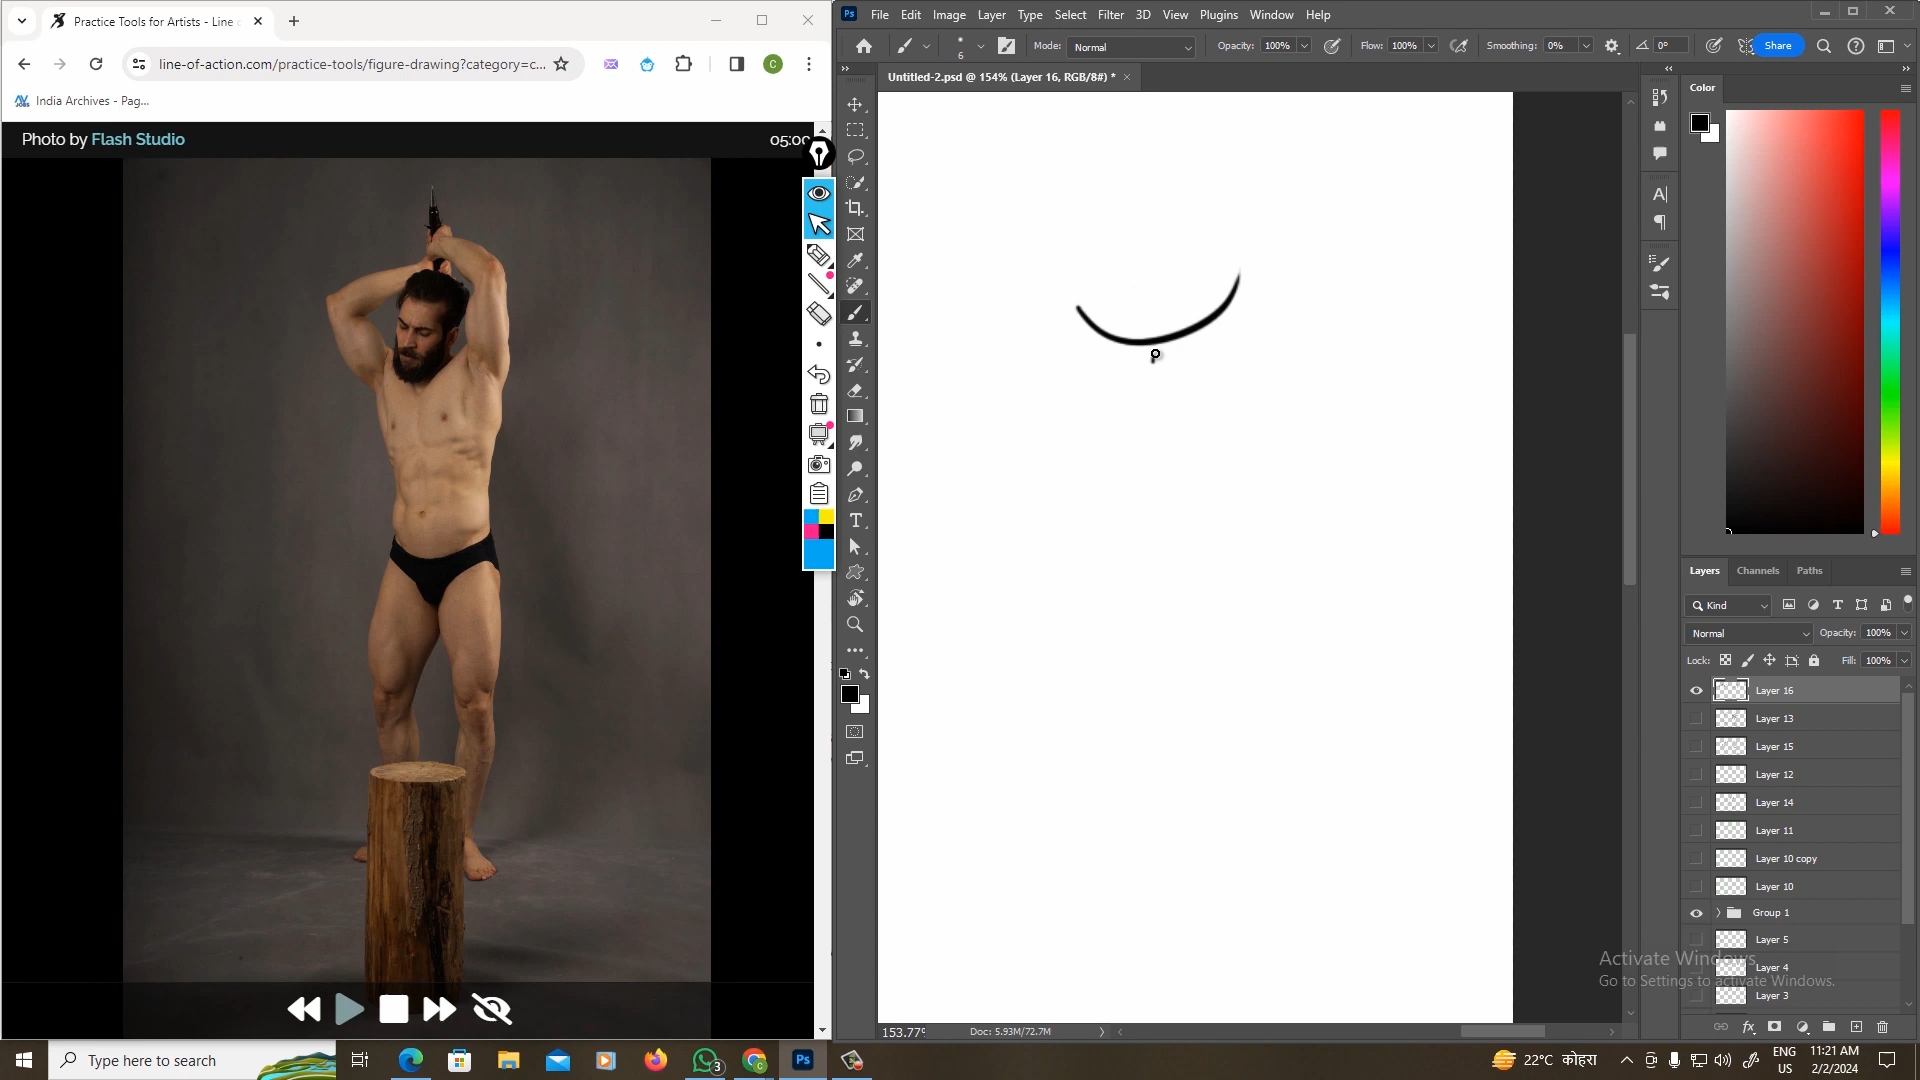 Practice Tools for Artists - Line
File Edit Image Layer Type Select Filter 3D View Plugins Window Help
line-of-action.com/practice-tools/figure-drawing?category=c...
C
6
Mode: Normal
Opacity: 100%
Flow: 100%
Smoothing: 0%
0°
Share
India Archives - Pag...
Untitled-2.psd @ 154% (Layer 16, RGB/8#) *
Color
Photo by Flash Studio
05:00
Layers Channels Paths
Kind
Normal
Opacity: 100%
Lock:
Fill: 100%
Layer 16
Layer 13
Layer 15
Layer 12
Layer 14
Layer 11
Layer 10 copy
Layer 10
Group 1
Layer 5
Layer 4
Layer 3
Activate Windows
Go to Settings to activate Windows.
Doc: 5.93M/72.7M
Type here to search
3
Ps
22°C कोहरा
ENG
US
11:21 AM
2/2/2024